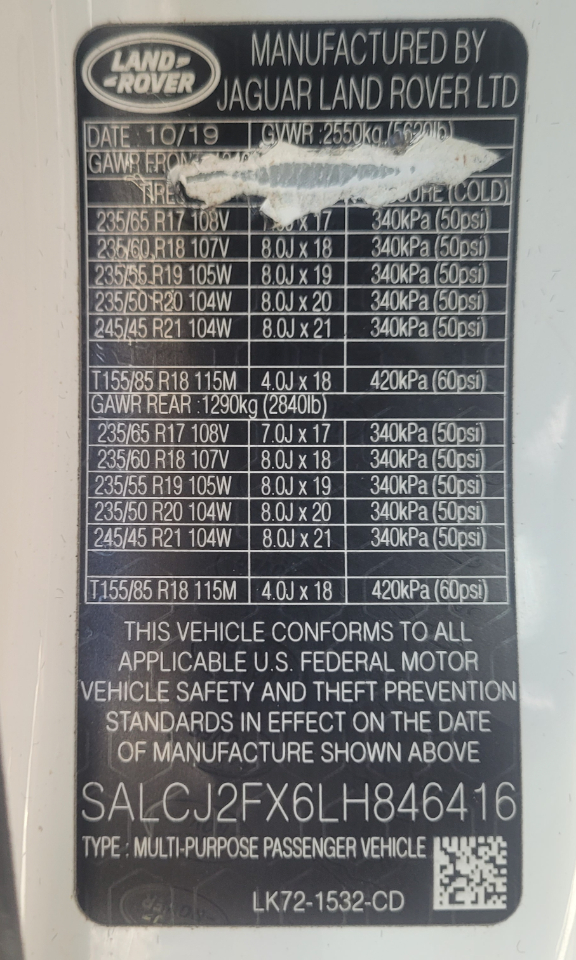 LAND ROVER
MANUFACTURED BY
JAGUAR LAND ROVER LTD
DATE : 10/19 GVWR : 2550kg (5620lb)
GAWR FRONT
TIRE (COLD)
235/65 R17 108V 7.0J x 17 340kPa (50psi)
235/60 R18 107V 8.0J x 18 340kPa (50psi)
235/55 R19 105W 8.0J x 19 340kPa (50psi)
235/50 R20 104W 8.0J x 20 340kPa (50psi)
245/45 R21 104W 8.0J x 21 340kPa (50psi)
T155/85 R18 115M 4.0J x 18 420kPa (60psi)
GAWR REAR : 1290kg (2840lb)
235/65 R17 108V 7.0J x 17 340kPa (50psi)
235/60 R18 107V 8.0J x 18 340kPa (50psi)
235/55 R19 105W 8.0J x 19 340kPa (50psi)
235/50 R20 104W 8.0J x 20 340kPa (50psi)
245/45 R21 104W 8.0J x 21 340kPa (50psi)
T155/85 R18 115M 4.0J x 18 420kPa (60psi)
THIS VEHICLE CONFORMS TO ALL
APPLICABLE U.S. FEDERAL MOTOR
VEHICLE SAFETY AND THEFT PREVENTION
STANDARDS IN EFFECT ON THE DATE
OF MANUFACTURE SHOWN ABOVE
SALCJ2FX6LH846416
TYPE : MULTI-PURPOSE PASSENGER VEHICLE
LK72-1532-CD